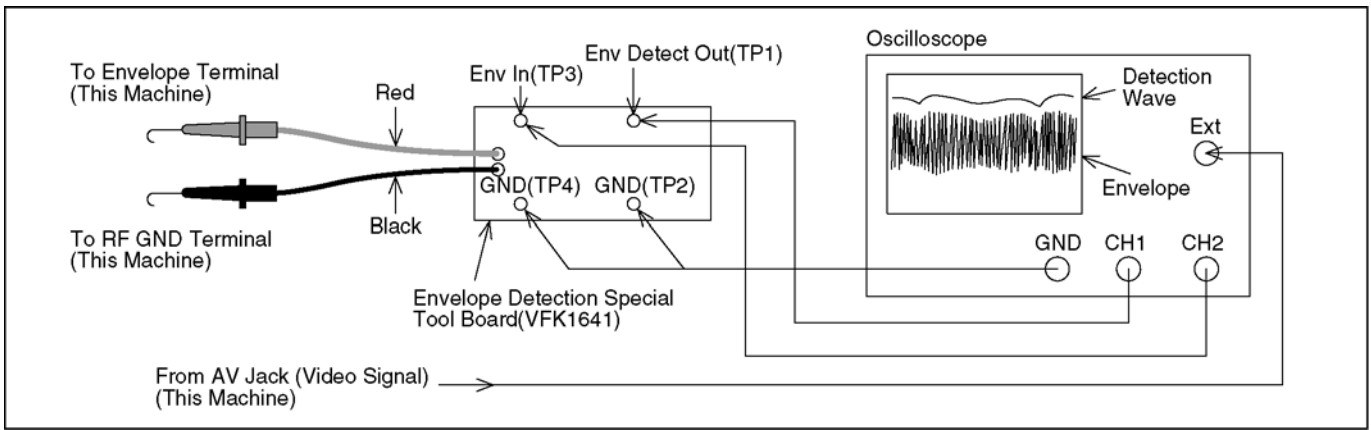 Oscilloscope
Env Detect Out(TP1)
To Envelope Terminal
(This Machine)
Env In(TP3)
Red
Detection
Wave
Ext
Envelope
GND(TP4) GND(TP2)
Black
To RF GND Terminal
(This Machine)
GND CH1 CH2
Envelope Detection Special
Tool Board(VFK1641)
From AV Jack (Video Signal)
(This Machine)